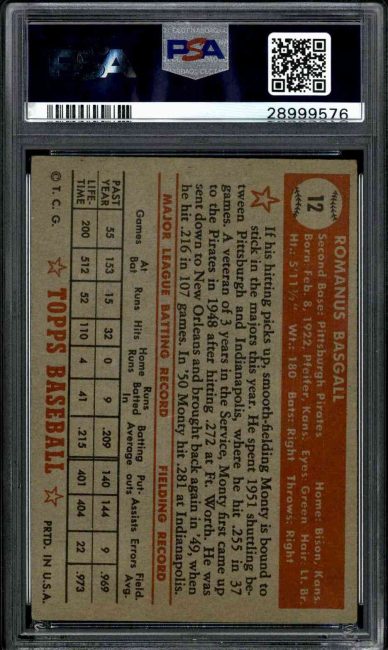 PSA
PSA
28999576
12
ROMANUS BASGALL
Second Base: Pittsburgh Pirates Home: Bison, Kans.
Born: Feb. 8, 1922, Pfeifer, Kans. Eyes: Green Hair: Lt. Br.
Ht.: 5'11½" Wt.: 180 Bats: Right Throws: Right
If his hitting picks up, smooth-fielding Monty is bound to
stick in the majors this year. He spent 1951 shuttling be-
tween Pittsburgh and Indianapolis, where he hit .255 in 37
games. A veteran of 3 years in the Service, Monty first came up
to the Pirates in 1948 after hitting .272 at Ft. Worth. He was
sent down to New Orleans and brought back again in '49, when
he hit .216 in 107 games. In '50 Monty hit .281 at Indianapolis.
MAJOR LEAGUE BATTING RECORD FIELDING RECORD
Games At Bat Runs Hits Home Runs Runs Batted In Batting Average Put- outs Assists Errors Field. Avg.
PAST YEAR 55 153 15 32 0 9 .209 140 144 9 .969
LIFE- TIME 200 512 52 110 4 41 .215 401 404 22 .973
© T. C. G. TOPPS BASEBALL PRTD. IN U.S.A.